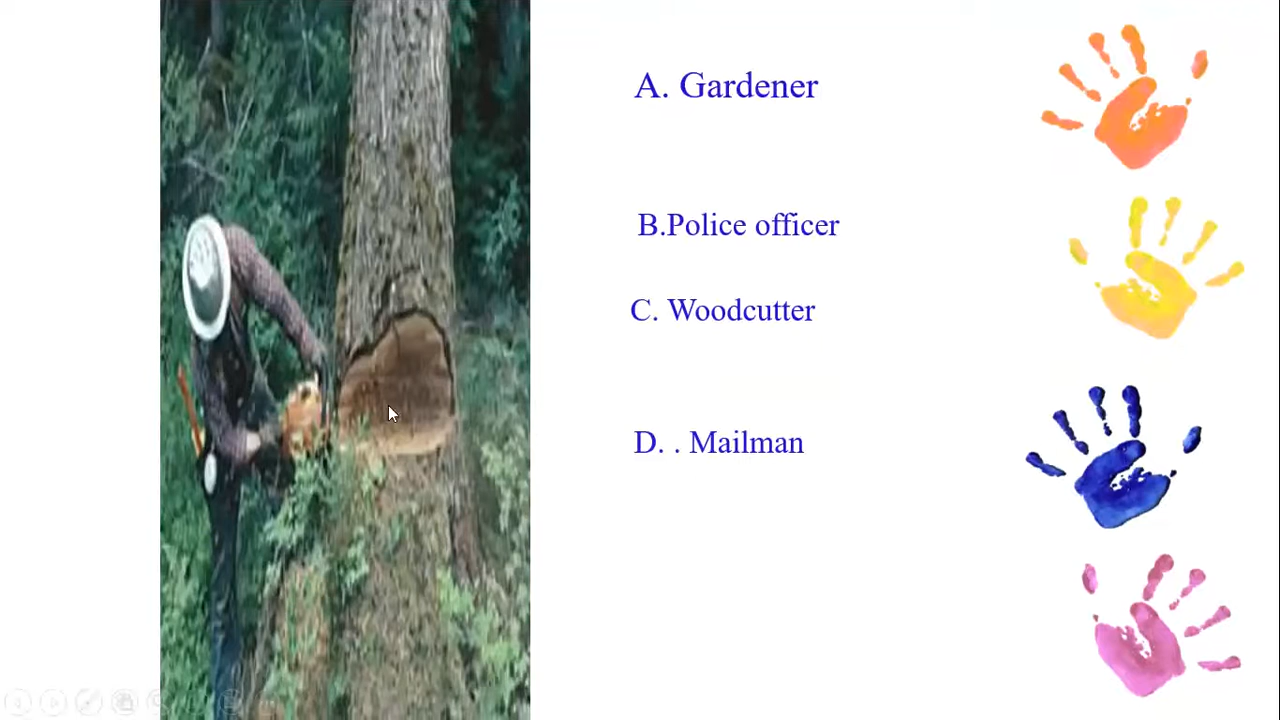 A. Gardener
B.Police officer
C. Woodcutter
D. . Mailman